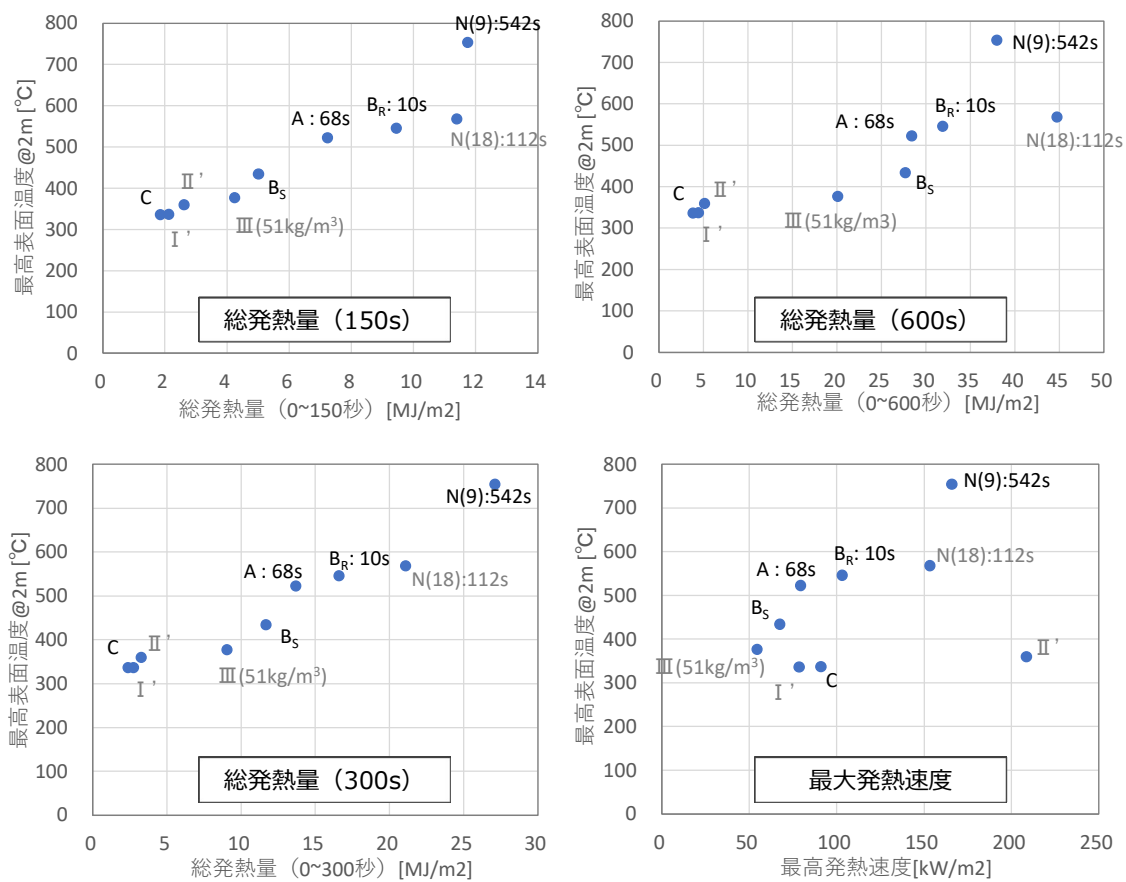 800
700
600
500
400
300
200
100
0
最高表面温度@2m [℃]
N(9):542s
B_R: 10s
A : 68s
N(18):112s
Ⅱ’
C
B_S
Ⅲ(51kg/m³)
Ⅰ’
総発熱量（150s）
0 2 4 6 8 10 12 14
総発熱量（0~150秒）[MJ/m2]
800
700
600
500
400
300
200
100
0
最高表面温度@2m [℃]
N(9):542s
B_R: 10s
A : 68s
N(18):112s
C Ⅱ’
B_S
Ⅲ(51kg/m3)
Ⅰ’
総発熱量（600s）
0 5 10 15 20 25 30 35 40 45 50
総発熱量（0~600秒）[MJ/m2]
800
700
600
500
400
300
200
100
0
最高表面温度@2m [℃]
N(9):542s
B_R: 10s
A : 68s
N(18):112s
C Ⅱ’
B_S
Ⅲ(51kg/m³)
Ⅰ’
総発熱量（300s）
0 5 10 15 20 25 30
総発熱量（0~300秒）[MJ/m2]
800
700
600
500
400
300
200
100
0
最高表面温度@2m [℃]
N(9):542s
B_R: 10s
A : 68s
N(18):112s
B_S
Ⅱ’
Ⅲ(51kg/m³)
C
Ⅰ’
最大発熱速度
0 50 100 150 200 250
最高発熱速度[kW/m2]